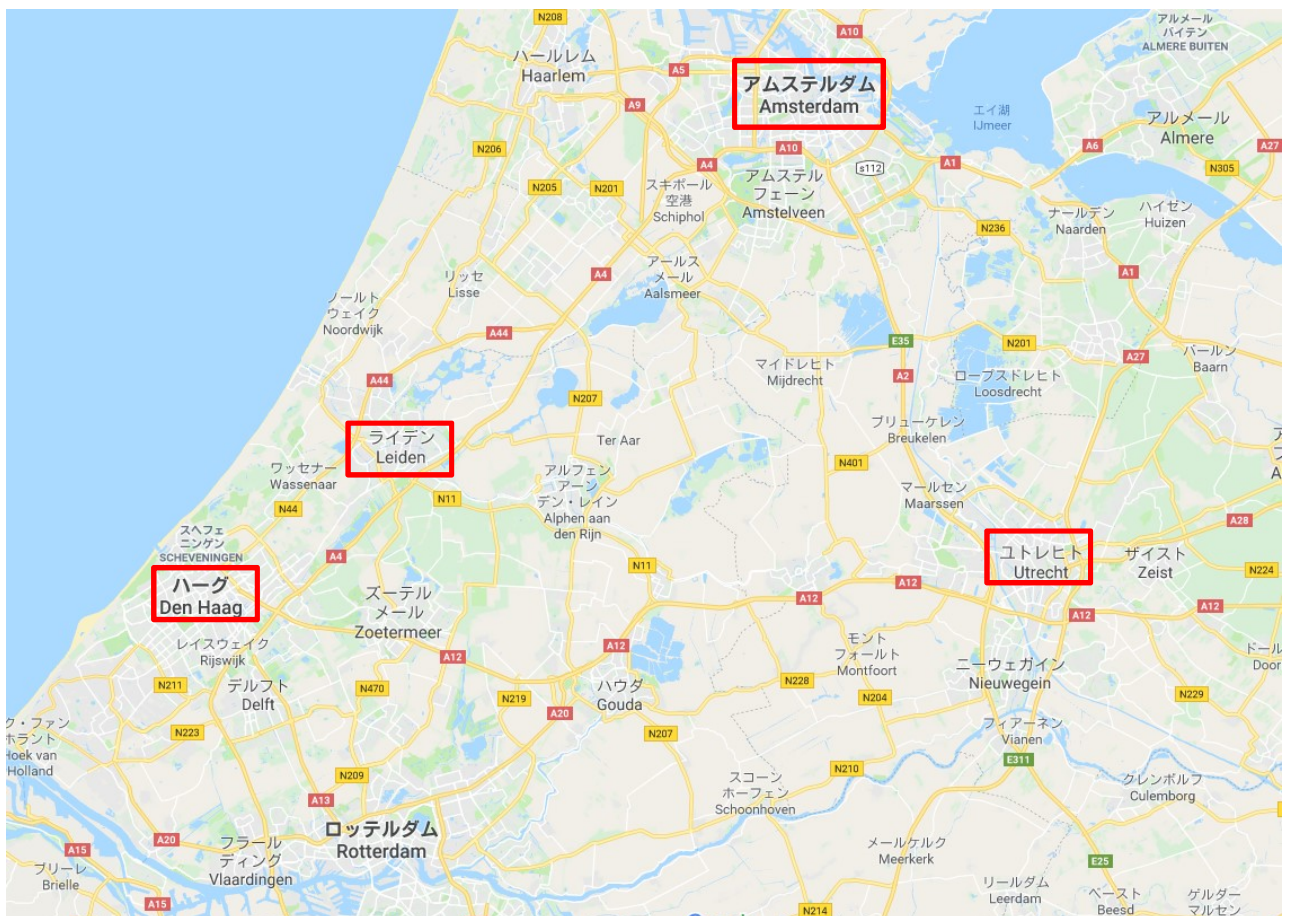 N208
A10
アルメール
バイテン
ALMERE BUITEN
ハールレム
Haarlem
A5
アムステルダム
Amsterdam
A9
エイ湖
IJmeer
アルメール
Almere
N206
A10
A6
A27
A4
s112
A1
N305
N205
N201
スキポール
空港
Schiphol
アムステル
フェーン
Amstelveen
ナールデン
Naarden
ハイゼン
Huizen
N236
アールス
メール
Aalsmeer
A4
A1
リッセ
Lisse
ノールト
ウェイク
Noordwijk
A44
E35
N201
A27
バールン
Baarn
マイドレヒト
Mijdrecht
A2
ロースドレヒト
Loosdrecht
A44
N207
ブリューケレン
Breukelen
ライデン
Leiden
Ter Aar
ワッセナー
Wassenaar
アルフェン
アーン
デン・レイン
Alphen aan
den Rijn
N401
マールセン
Maarssen
N11
N44
A28
スヘフェ
ニンゲン
SCHEVENINGEN
A4
ユトレヒト
Utrecht
ザイスト
Zeist
N224
ハーグ
Den Haag
N11
A12
ズーテル
メール
Zoetermeer
A12
A12
A12
レイスウェイク
Rijswijk
A12
A12
モント
フォールト
Montfoort
ドール
Door
ニーウェガイン
Nieuwegein
N211
デルフト
Delft
N470
N219
ハウダ
Gouda
N228
N204
N229
A20
ク・ファン
ホラント
Hoek van
Holland
N223
N207
フィアーネン
Vianen
E311
N209
スコーン
ホーフェン
Schoonhoven
N210
クレンボルフ
Culemborg
A13
ロッテルダム
Rotterdam
A20
フラール
ディング
Vlaardingen
A15
ブリーレ
Brielle
メールケルク
Meerkerk
E25
リールダム
Leerdam
ベースト
Beesd
ゲルダー
マルセン
A15
N214